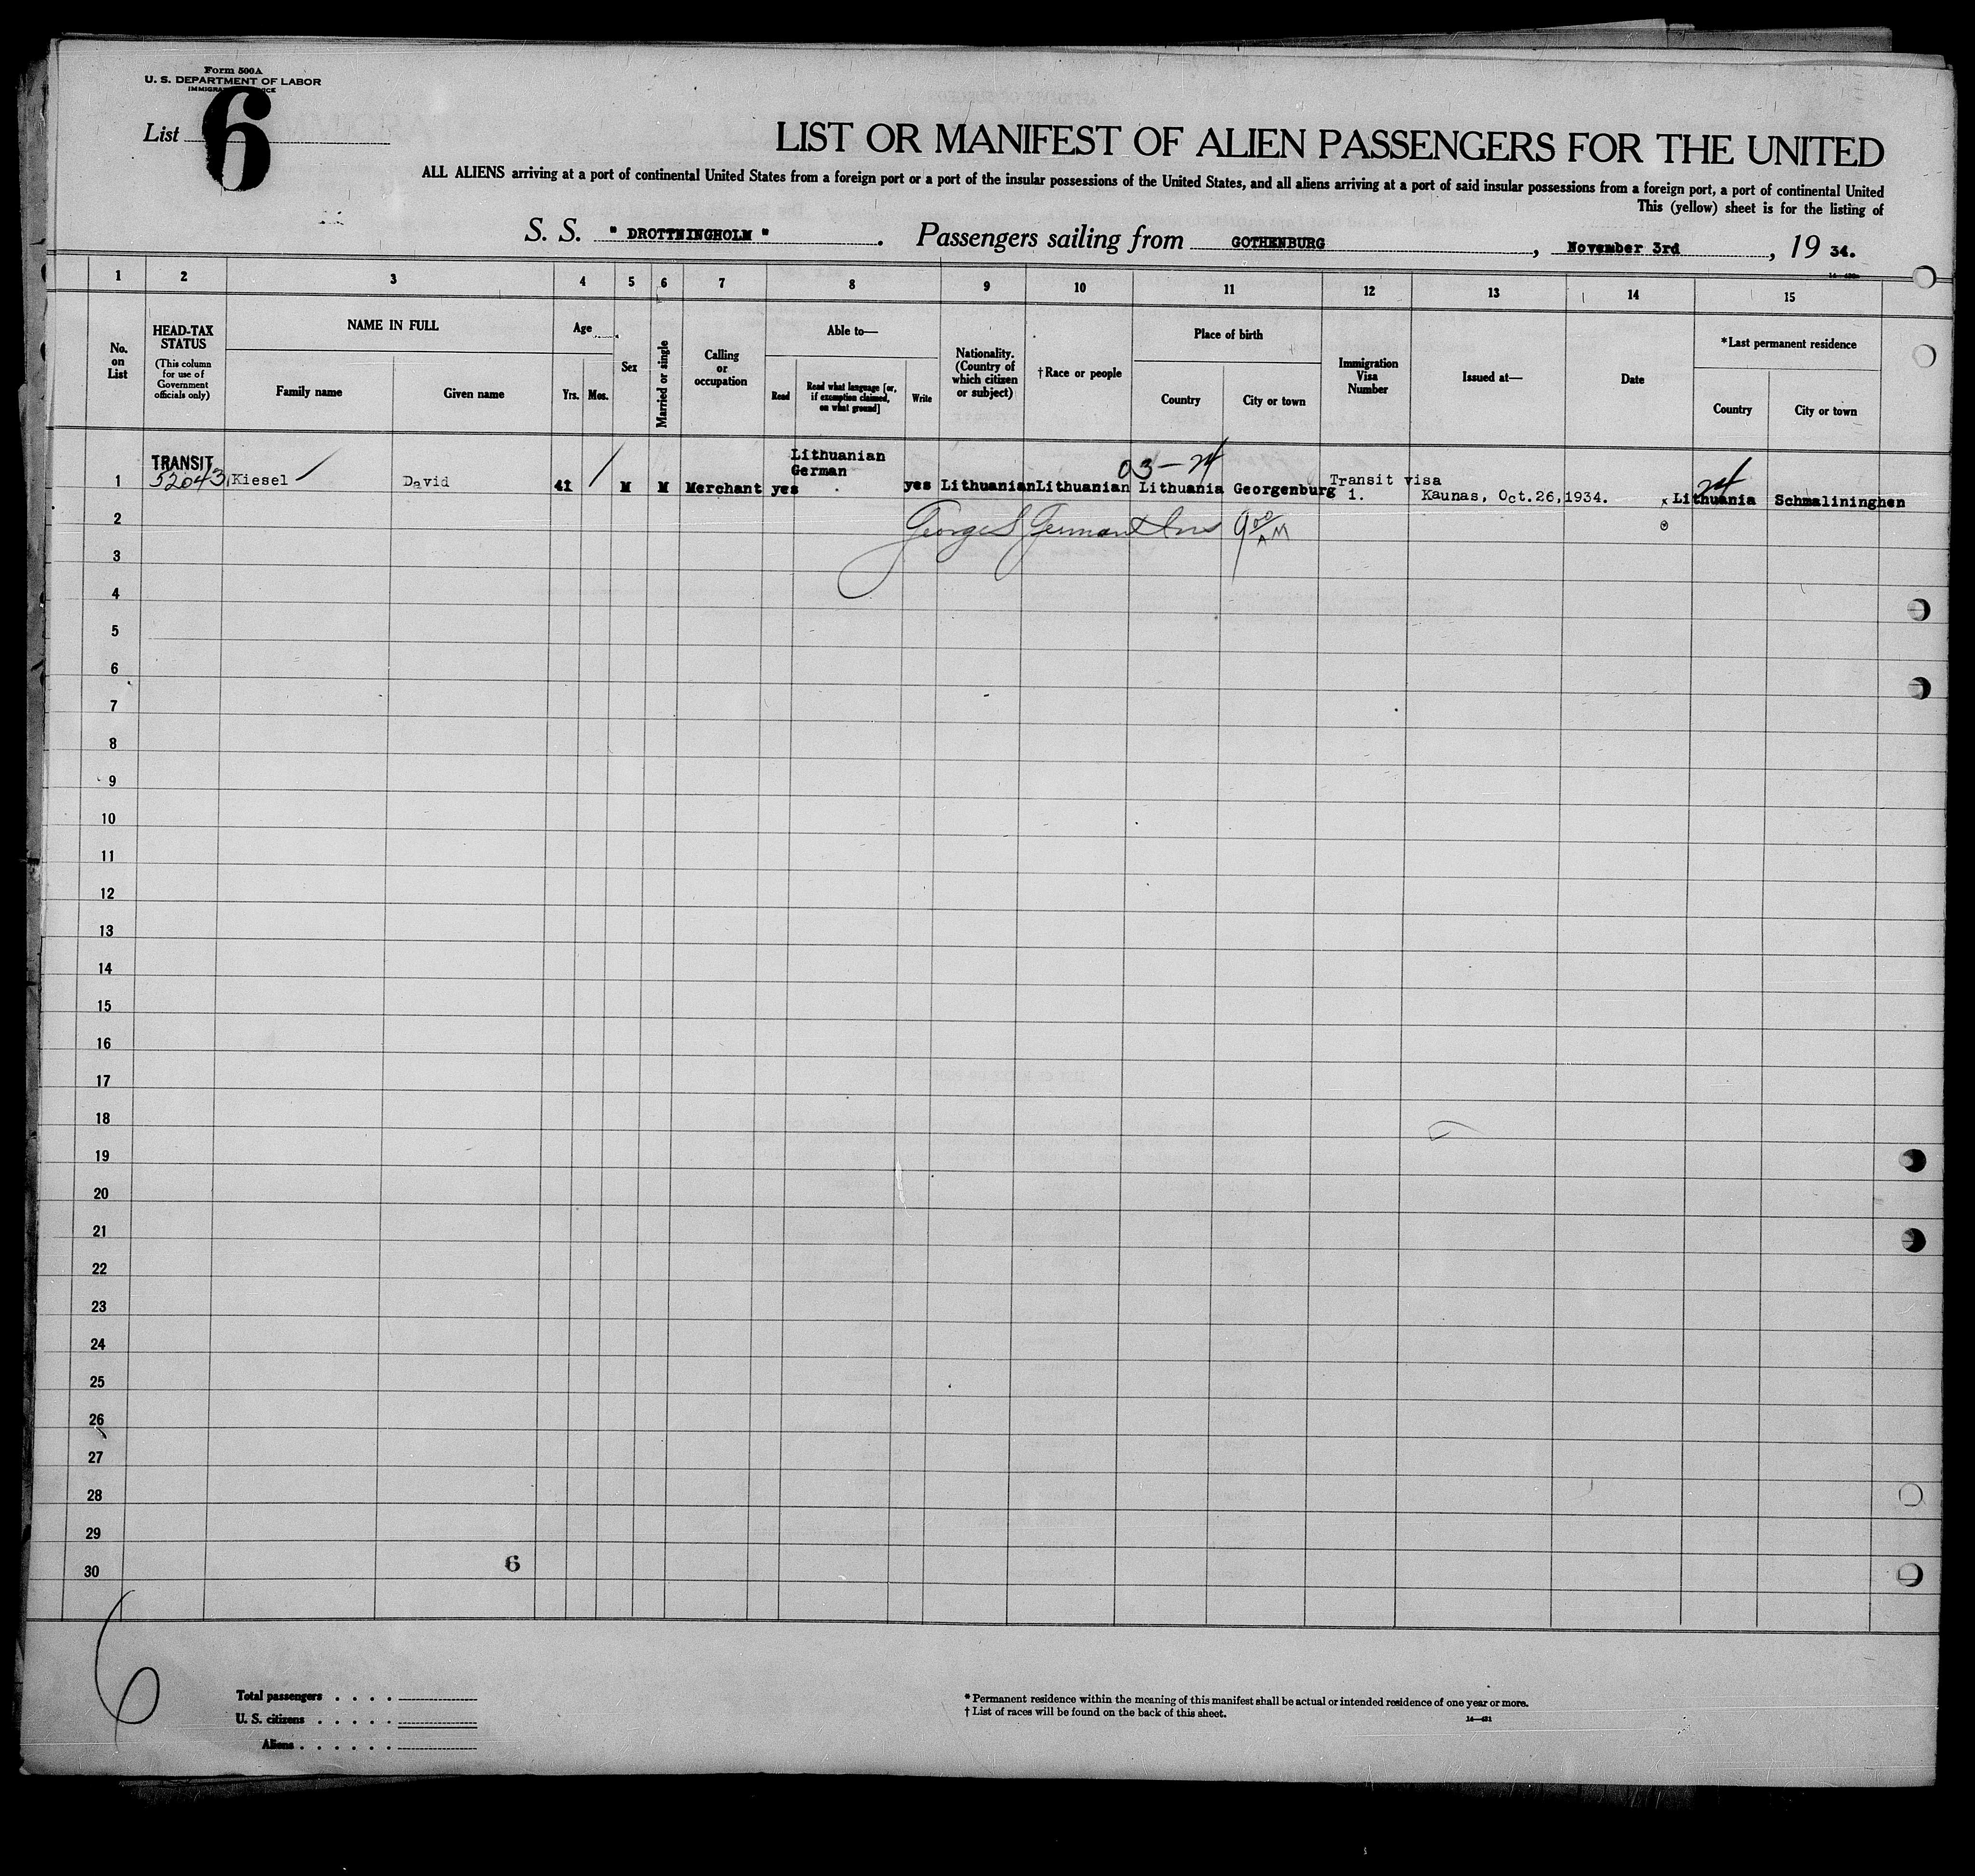 Form 500A
U. S. DEPARTMENT OF LABOR
List 6
LIST OR MANIFEST OF ALIEN PASSENGERS FOR THE UNITED
ALL ALIENS arriving at a port of continental United States from a foreign port or a port of the insular possessions of the United States, and all aliens arriving at a port of said insular possessions from a foreign port, a port of continental United
This (yellow) sheet is for the listing of
S. S. " DROTTNINGHOLM ". Passengers sailing from GOTHENBURG, November 3rd, 19 34.
1 2 3 4 5 6 7 8 9 10 11 12 13 14 15
No. on List
HEAD-TAX STATUS
(This column for use of Government officials only)
NAME IN FULL
Family name
Given name
Age
Yrs. Mos.
Sex
Married or single
Calling or occupation
Able to—
Read
Read what language [or, if exemption claimed, on what ground]
Write
Nationality. (Country of which citizen or subject)
†Race or people
Place of birth
Country
City or town
Immigration Visa Number
Issued at—
Date
*Last permanent residence
Country
City or town
TRANSIT
Lithuanian
German
03-
1 52043 Kiesel David 41 M M Merchant yes yes Lithuanian Lithuanian Lithuania Georgenburg Transit visa 1. Kaunas, Oct.26,1934. x Lithuania Schmalininghen
2 George S 9 00 AM
3
4
5
6
7
8
9
10
11
12
13
14
15
16
17
18
19
20
21
22
23
24
25
26
27
28
29
30
6
6
Total passengers
U. S. citizens
Aliens
* Permanent residence within the meaning of this manifest shall be actual or intended residence of one year or more.
† List of races will be found on the back of this sheet.